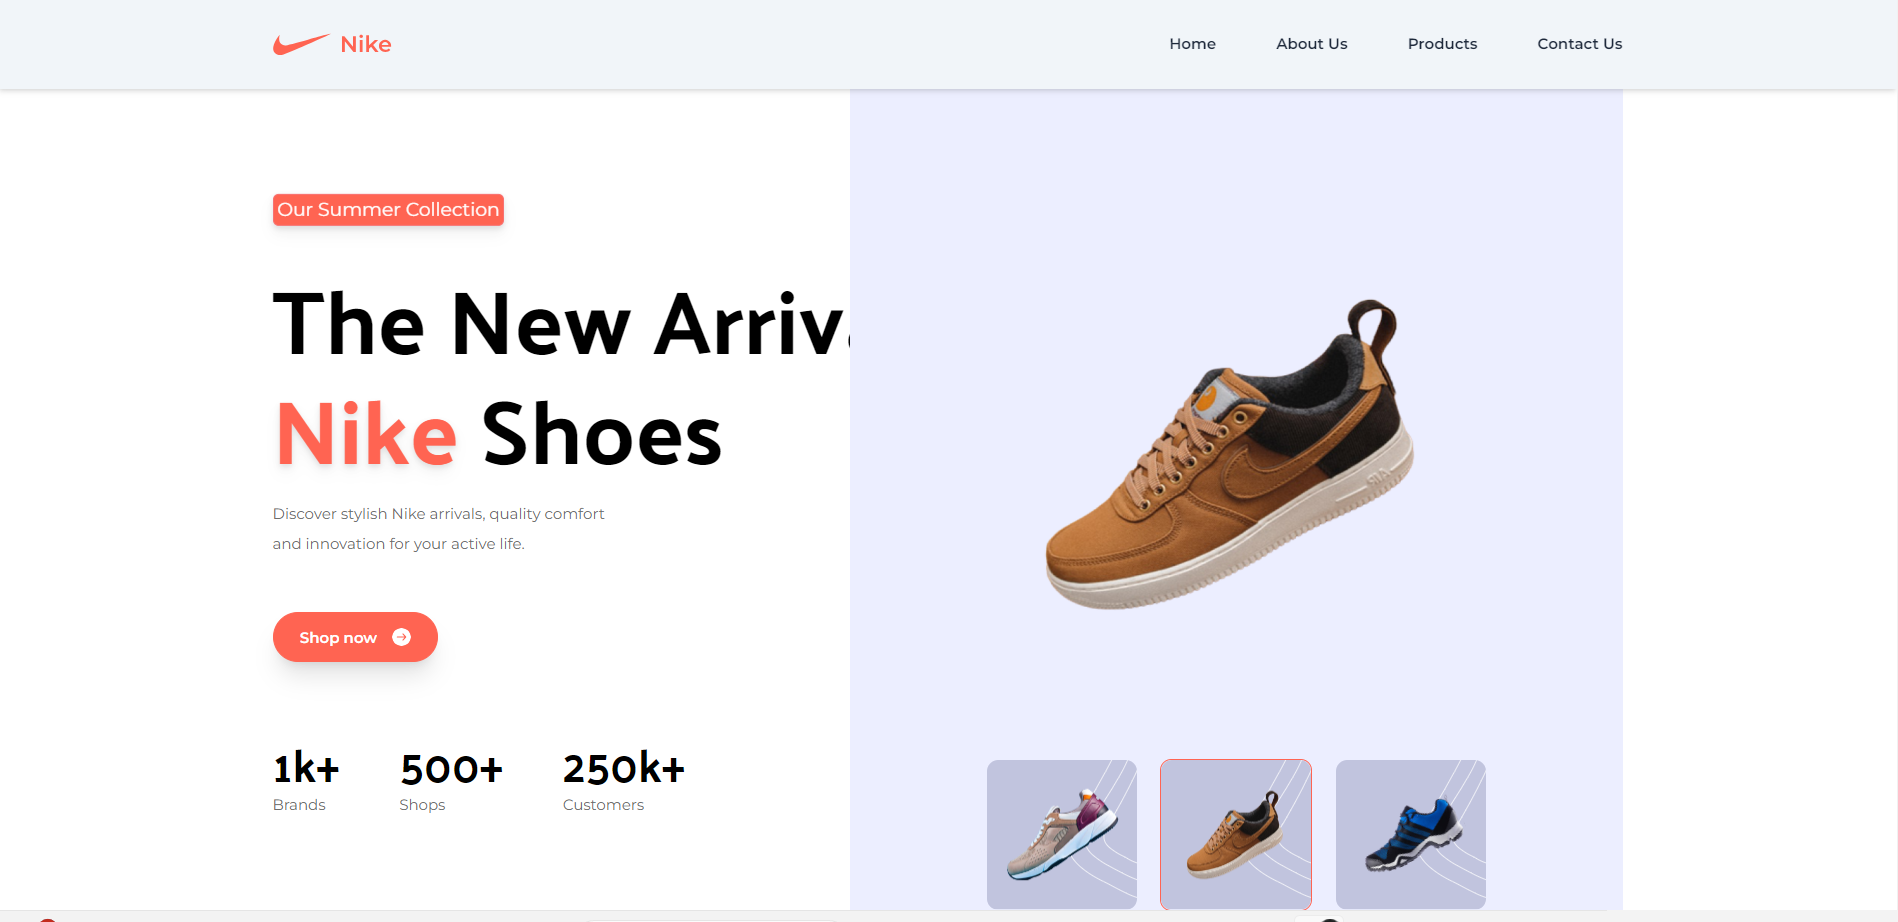 Nike
Home
About Us
Products
Contact Us
Our Summer Collection
The New Arriv
Nike Shoes
Discover stylish Nike arrivals, quality comfort
and innovation for your active life.
Shop now
1k+
500+
250k+
Brands
Shops
Customers